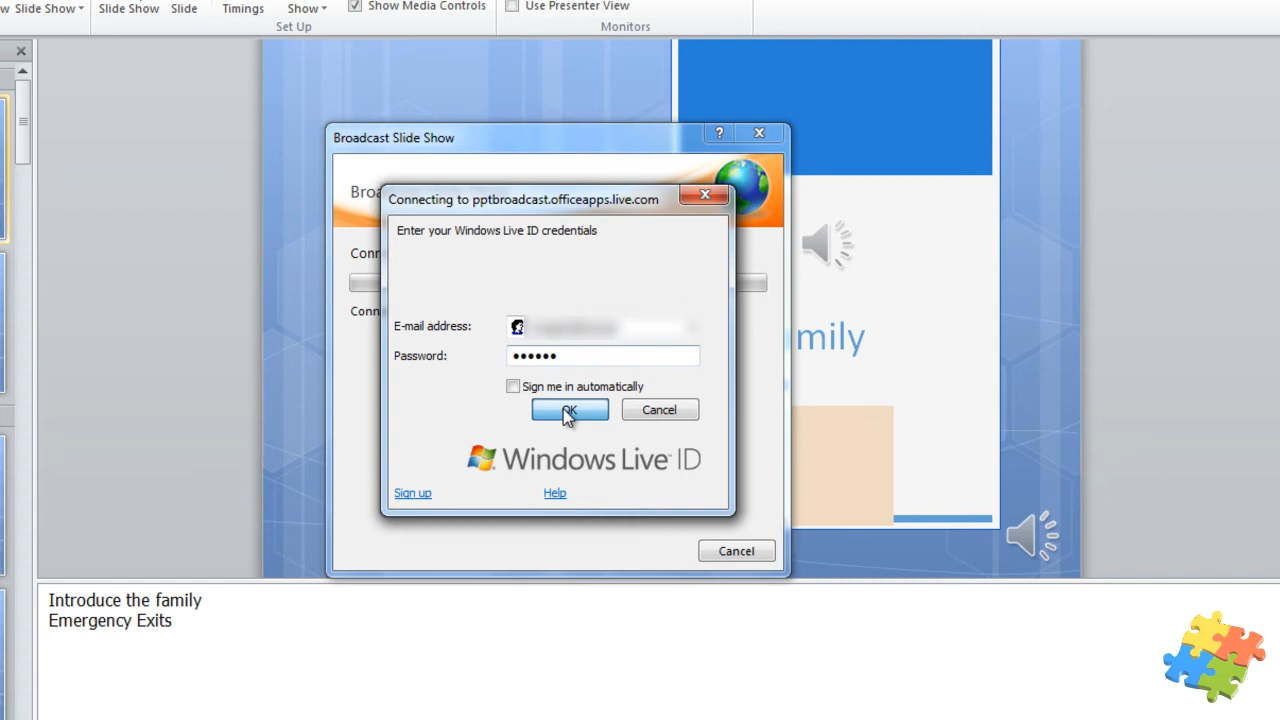 w Slide Show Slide Show Slide Timings Show Show Media Controls Use Presenter View
Set Up Monitors
Broadcast Slide Show
?
Connecting to pptbroadcast.officeapps.live.com
Enter your Windows Live ID credentials
E-mail address:
Password: ••••••
Sign me in automatically
OK Cancel
Windows Live ID
Sign up Help
Cancel
mily
Introduce the family
Emergency Exits